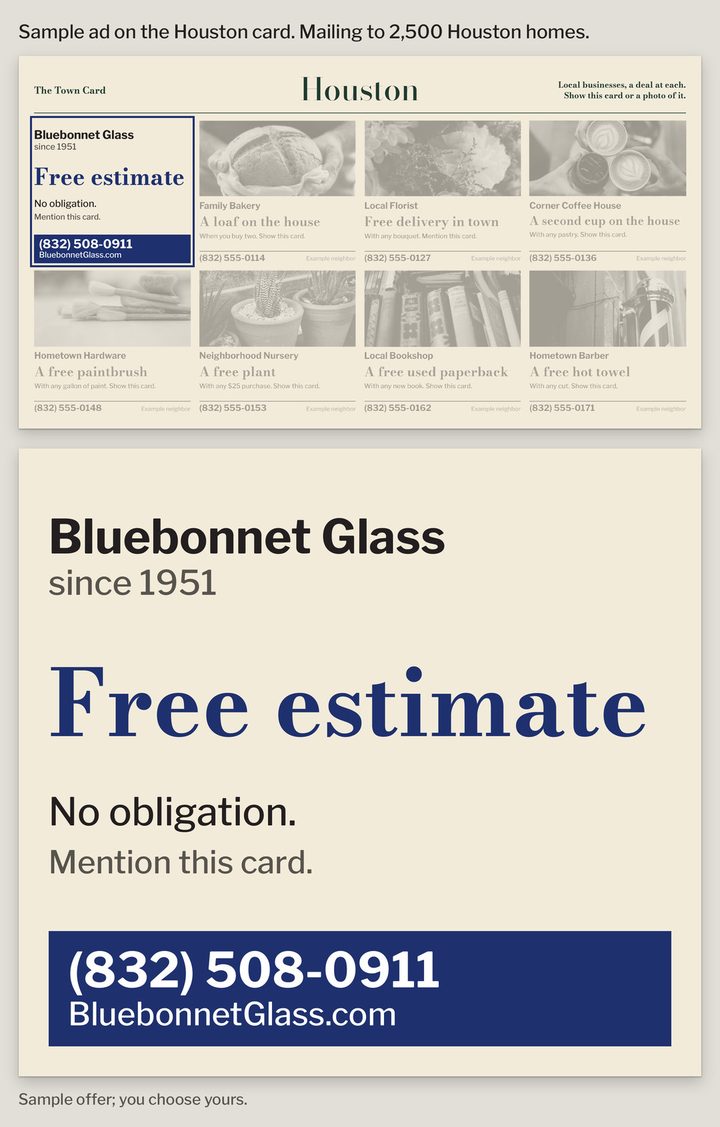 Sample ad on the Houston card. Mailing to 2,500 Houston homes.
The Town Card
Houston
Local businesses, a deal at each.
Show this card or a photo of it.
Bluebonnet Glass
since 1951
Free estimate
No obligation.
Mention this card.
(832) 508-0911
BluebonnetGlass.com
Family Bakery
A loaf on the house
When you buy two. Show this card.
(832) 555-0114
Example neighbor
Local Florist
Free delivery in town
With any bouquet. Mention this card.
(832) 555-0127
Example neighbor
Corner Coffee House
A second cup on the house
With any pastry. Show this card.
(832) 555-0136
Example neighbor
Hometown Hardware
A free paintbrush
With any gallon of paint. Show this card.
(832) 555-0148
Example neighbor
Neighborhood Nursery
A free plant
With any $25 purchase. Show this card.
(832) 555-0153
Example neighbor
Local Bookshop
A free used paperback
With any new book. Show this card.
(832) 555-0162
Example neighbor
Hometown Barber
A free hot towel
With any cut. Show this card.
(832) 555-0171
Example neighbor
Bluebonnet Glass
since 1951
Free estimate
No obligation.
Mention this card.
(832) 508-0911
BluebonnetGlass.com
Sample offer; you choose yours.